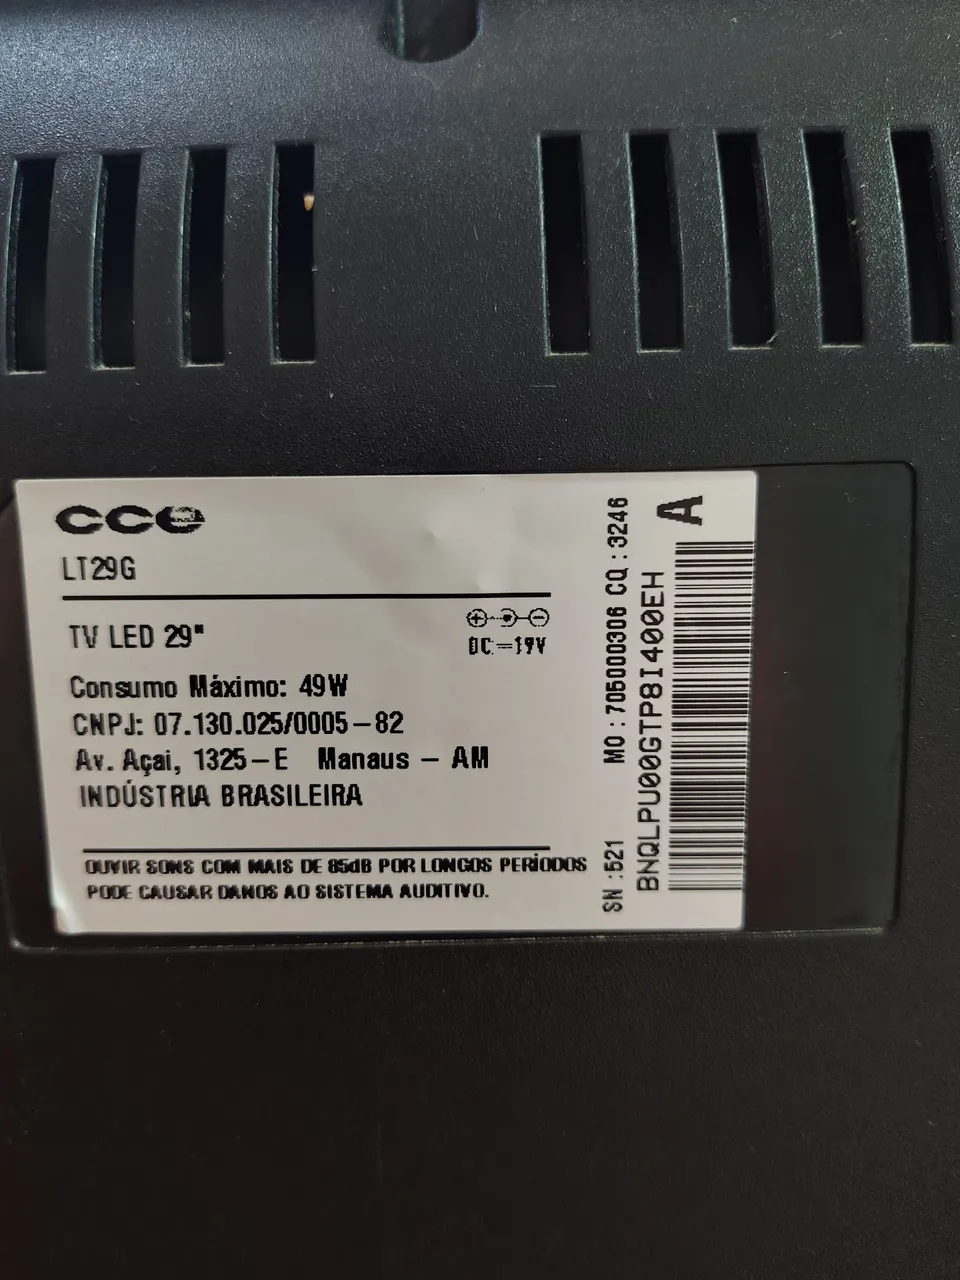 cce
LT29G
TV LED 29"
DC=19V
Consumo Máximo: 49W
CNPJ: 07.130.025/0005-82
Av. Açai, 1325-E Manaus - AM
INDÚSTRIA BRASILEIRA
OUVIR SONS COM MAIS DE 85dB POR LONGOS PERÍODOS
PODE CAUSAR DANOS AO SISTEMA AUDITIVO.
SN:521 MO:705000306 CQ:3246
BNQLPU00GTP8I400EH
A